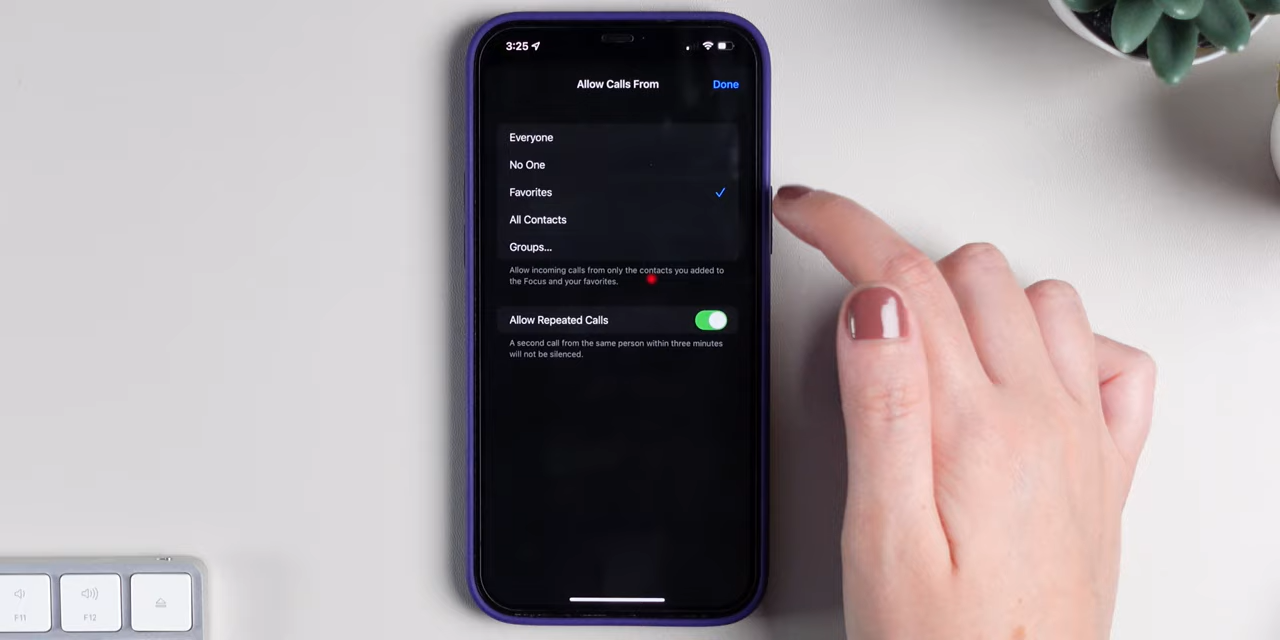 3:25
Allow Calls From
Done
Everyone
No One
Favorites
All Contacts
Groups...
Allow incoming calls from only the contacts you added to
the Focus and your favorites.
Allow Repeated Calls
A second call from the same person within three minutes
will not be silenced.
F11
F12